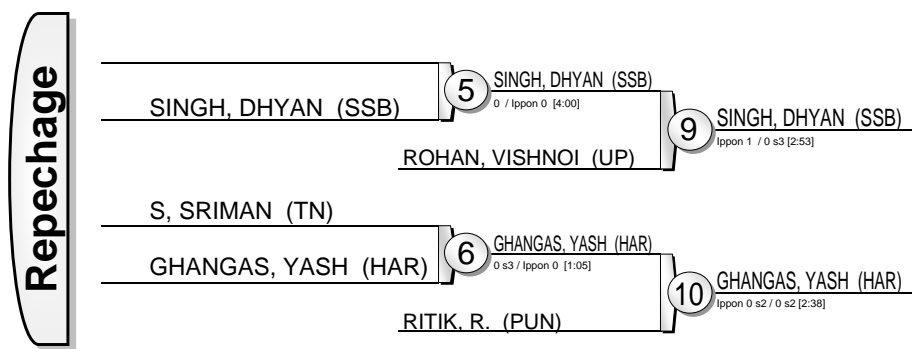 Repechage
SINGH, DHYAN (SSB)
5
SINGH, DHYAN (SSB)
0 / Ippon 0 [4:00]
ROHAN, VISHNOI (UP)
9
SINGH, DHYAN (SSB)
Ippon 1 / 0 s3 [2:53]
S, SRIMAN (TN)
GHANGAS, YASH (HAR)
6
GHANGAS, YASH (HAR)
0 s3 / Ippon 0 [1:05]
RITIK, R. (PUN)
10
GHANGAS, YASH (HAR)
Ippon 0 s2 / 0 s2 [2:38]